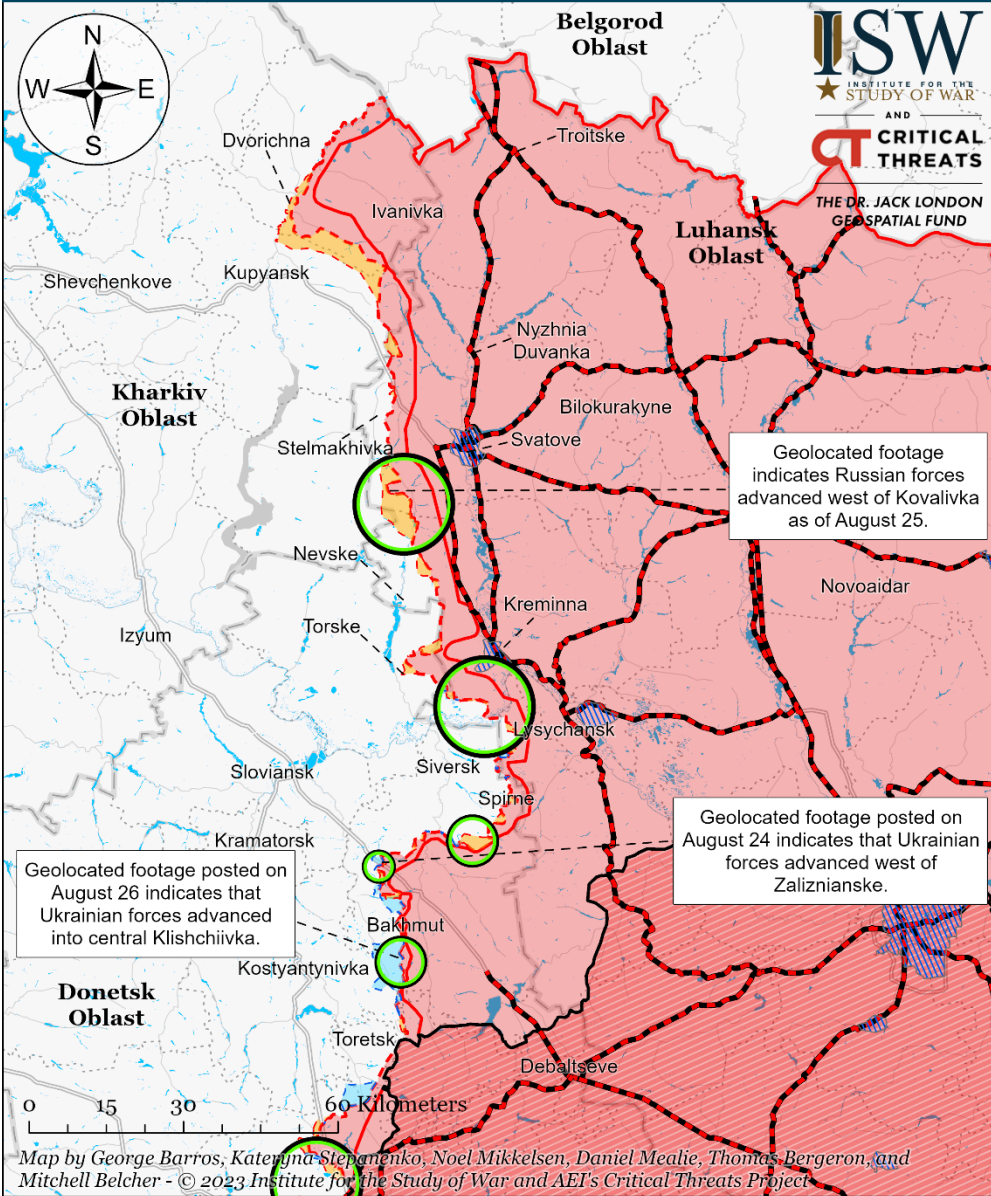 N
W
E
S
Belgorod
Oblast
ISW
INSTITUTE FOR THE
STUDY OF WAR
AND
CT CRITICAL
THREATS
THE DR. JACK LONDON
GEOSPATIAL FUND
Dvorichna
Troitske
Ivanivka
Luhansk
Oblast
Shevchenkove
Kupyansk
Nyzhnia
Duvanka
Kharkiv
Oblast
Bilokurakyne
Stelmakhivka
Svatove
Geolocated footage
indicates Russian forces
advanced west of Kovalivka
as of August 25.
Nevske
Novoaidar
Kreminna
Torske
Izyum
Lysychansk
Siversk
Sloviansk
Spirne
Kramatorsk
Geolocated footage posted on
August 24 indicates that Ukrainian
forces advanced west of
Zaliznianske.
Geolocated footage posted on
August 26 indicates that
Ukrainian forces advanced
into central Klishchiivka.
Bakhmut
Kostyantynivka
Donetsk
Oblast
Toretsk
Debaltseve
0 15 30 60 Kilometers
Map by George Barros, Kateryna Stepanenko, Noel Mikkelsen, Daniel Mealie, Thomas Bergeron, and
Mitchell Belcher - © 2023 Institute for the Study of War and AEI's Critical Threats Project